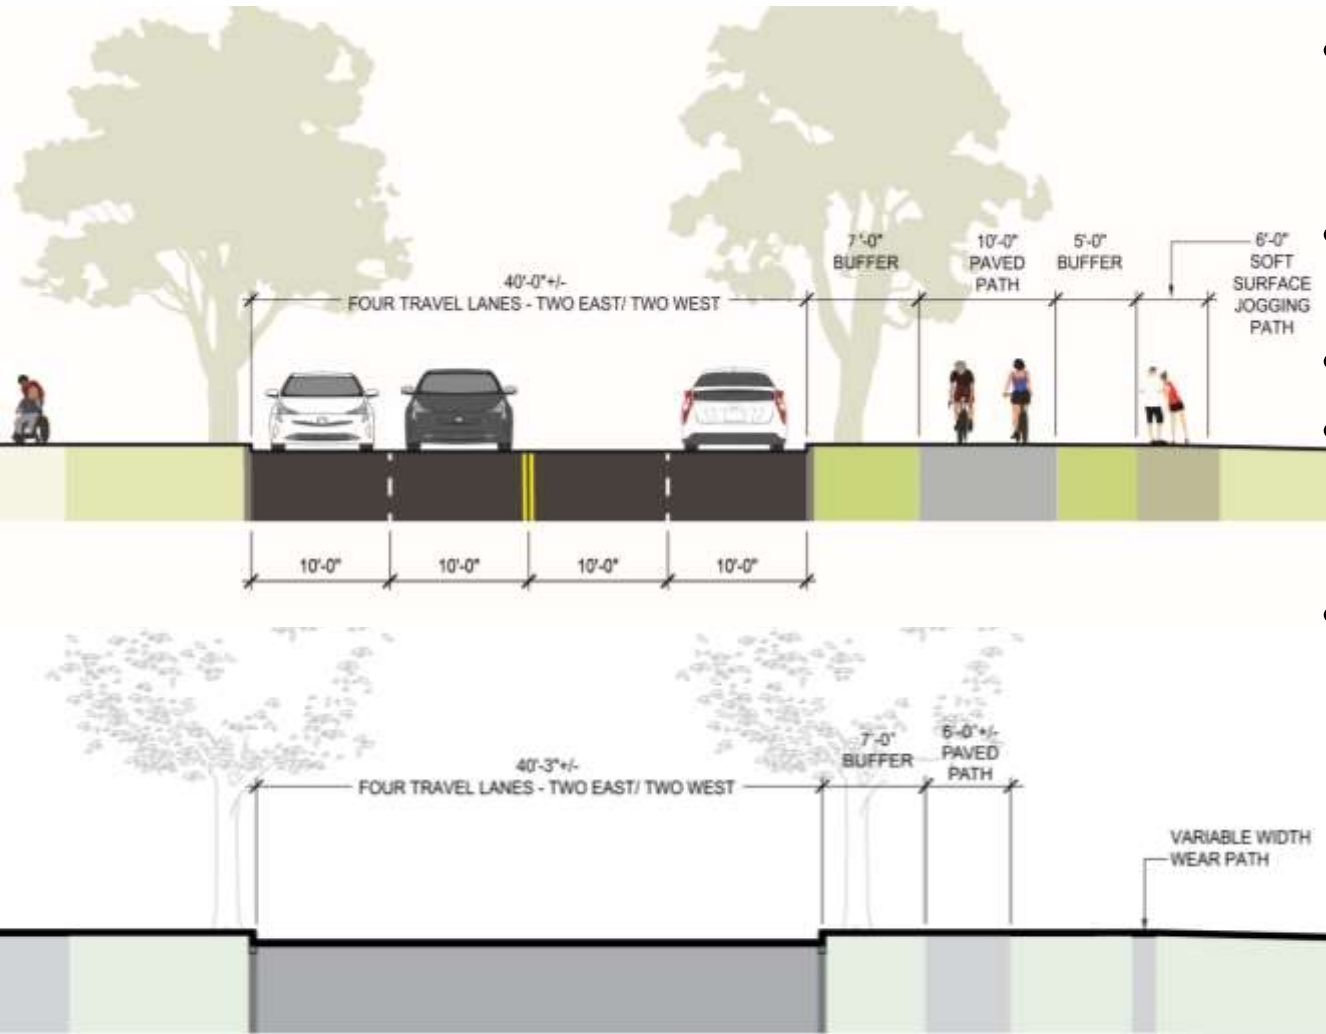 7'-0"
BUFFER
10'-0"
PAVED
PATH
5'-0"
BUFFER
6'-0"
SOFT
SURFACE
JOGGING
PATH
40'-0"+/-
FOUR TRAVEL LANES - TWO EAST/ TWO WEST
10'-0"
10'-0"
10'-0"
10'-0"
7'-0"
BUFFER
6'-0"+/-
PAVED
PATH
40'-3"+/-
FOUR TRAVEL LANES - TWO EAST/ TWO WEST
VARIABLE WIDTH
WEAR PATH